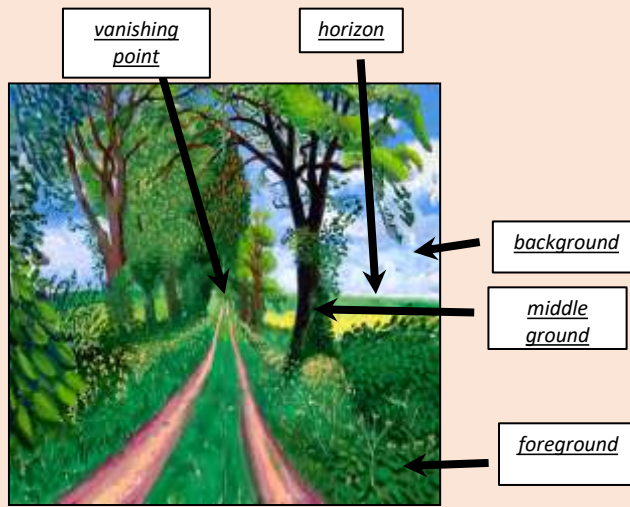 vanishing
point
horizon
background
middle
ground
foreground